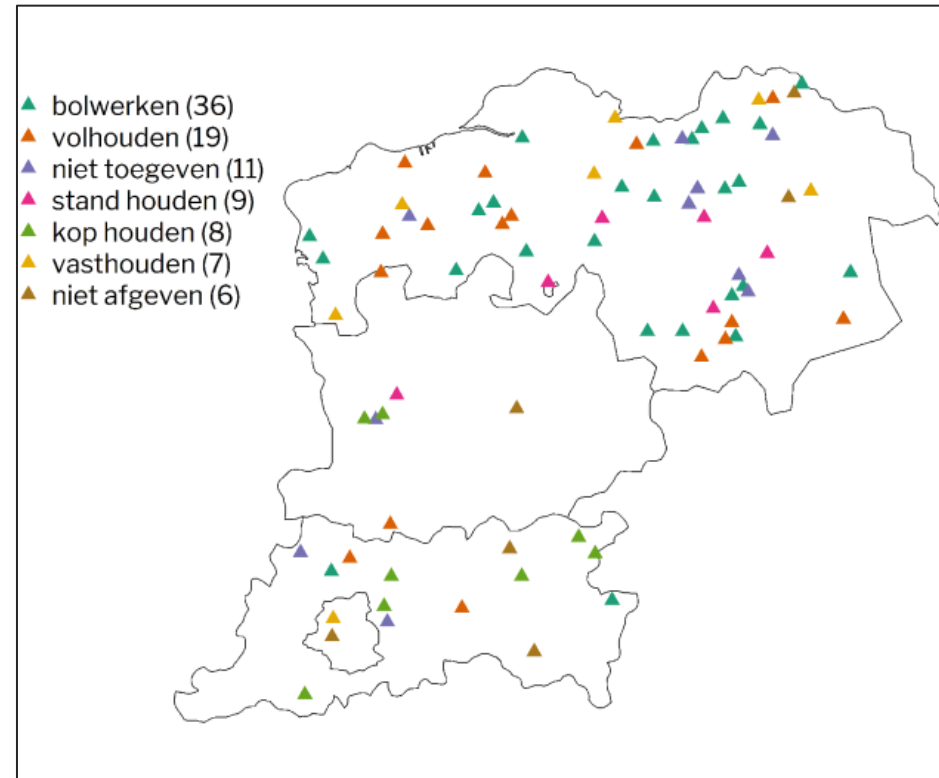 bolwerken (36)
volhouden (19)
niet toegeven (11)
stand houden (9)
kop houden (8)
vasthouden (7)
niet afgeven (6)